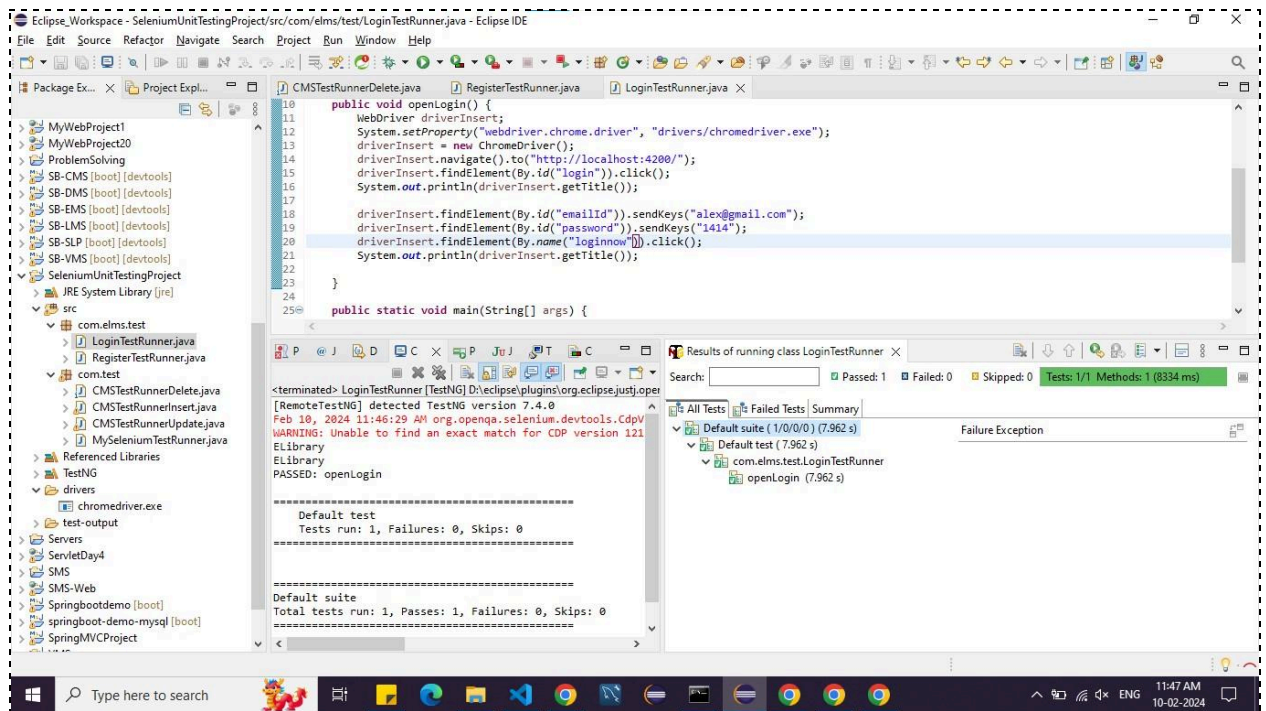 Eclipse_Workspace - SeleniumUnitTestingProject/src/com/elms/test/LoginTestRunner.java - Eclipse IDE
File Edit Source Refactor Navigate Search Project Run Window Help
Package Ex... Project Expl...
MyWebProject1
MyWebProject20
ProblemSolving
SB-CMS [boot] [devtools]
SB-DMS [boot] [devtools]
SB-EMS [boot] [devtools]
SB-LMS [boot] [devtools]
SB-SLP [boot] [devtools]
SB-VMS [boot] [devtools]
SeleniumUnitTestingProject
JRE System Library [jre]
src
com.elms.test
LoginTestRunner.java
RegisterTestRunner.java
com.test
CMSTestRunnerDelete.java
CMSTestRunnerInsert.java
CMSTestRunnerUpdate.java
MySeleniumTestRunner.java
Referenced Libraries
TestNG
drivers
chromedriver.exe
test-output
Servers
ServletDay4
SMS
SMS-Web
Springbootdemo [boot]
springboot-demo-mysql [boot]
SpringMVCProject
CMSTestRunnerDelete.java RegisterTestRunner.java LoginTestRunner.java
10 public void openLogin() {
11 WebDriver driverInsert;
12 System.setProperty("webdriver.chrome.driver", "drivers/chromedriver.exe");
13 driverInsert = new ChromeDriver();
14 driverInsert.navigate().to("http://localhost:4200/");
15 driverInsert.findElement(By.id("login")).click();
16 System.out.println(driverInsert.getTitle());
17
18 driverInsert.findElement(By.id("emailId")).sendKeys("alex@gmail.com");
19 driverInsert.findElement(By.id("password")).sendKeys("1414");
20 driverInsert.findElement(By.name("loginnow")).click();
21 System.out.println(driverInsert.getTitle());
22
23 }
24
25 public static void main(String[] args) {
P @ J D C P JU J T C
<terminated> LoginTestRunner [TestNG] D:\eclipse\plugins\org.eclipse.justj.oper
[RemoteTestNG] detected TestNG version 7.4.0
Feb 10, 2024 11:46:29 AM org.openqa.selenium.devtools.CdpV
WARNING: Unable to find an exact match for CDP version 121
ELibrary
ELibrary
PASSED: openLogin
===============================================
Default test
Tests run: 1, Failures: 0, Skips: 0
===============================================
===============================================
Default suite
Total tests run: 1, Passes: 1, Failures: 0, Skips: 0
===============================================
Results of running class LoginTestRunner
Search: Passed: 1 Failed: 0 Skipped: 0 Tests: 1/1 Methods: 1 (8334 ms)
All Tests Failed Tests Summary
Default suite ( 1/0/0/0 ) (7.962 s)
Default test ( 7.962 s)
com.elms.test.LoginTestRunner
openLogin (7.962 s)
Failure Exception
Type here to search
ENG
11:47 AM
10-02-2024